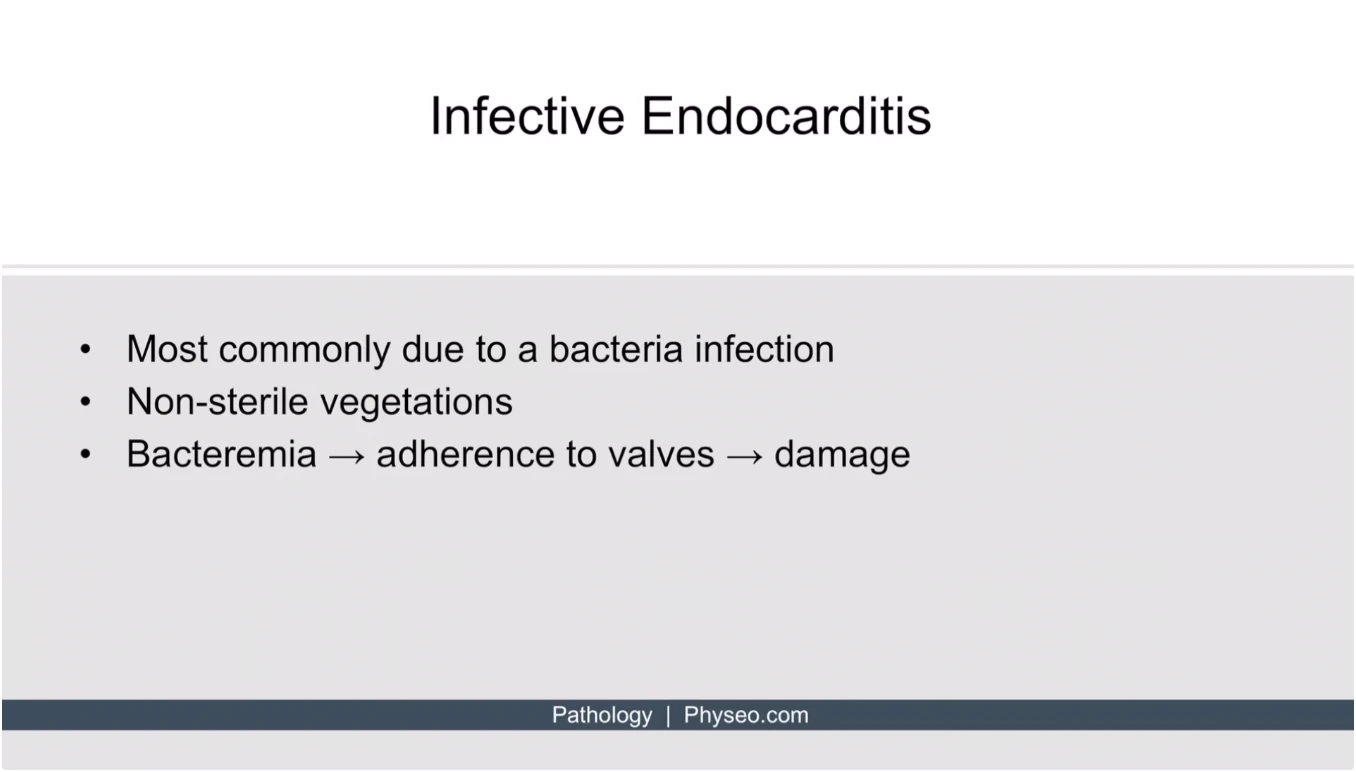 Infective Endocarditis
• Most commonly due to a bacteria infection
• Non-sterile vegetations
• Bacteremia → adherence to valves → damage
Pathology | Physeo.com